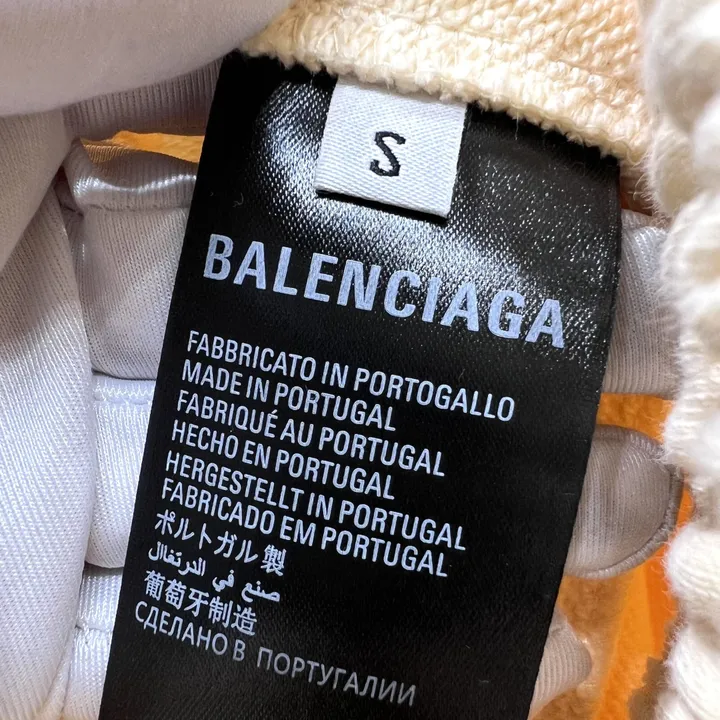 S
BALENCIAGA
FABBRICATO IN PORTOGALLO
MADE IN PORTUGAL
FABRIQUÉ AU PORTUGAL
HECHO EN PORTUGAL
HERGESTELLT IN PORTUGAL
FABRICADO EM PORTUGAL
ポルトガル 製
صنع في الدرتغاال
葡萄牙制造
СДЕЛАНО В ПОРТУГАЛИИ